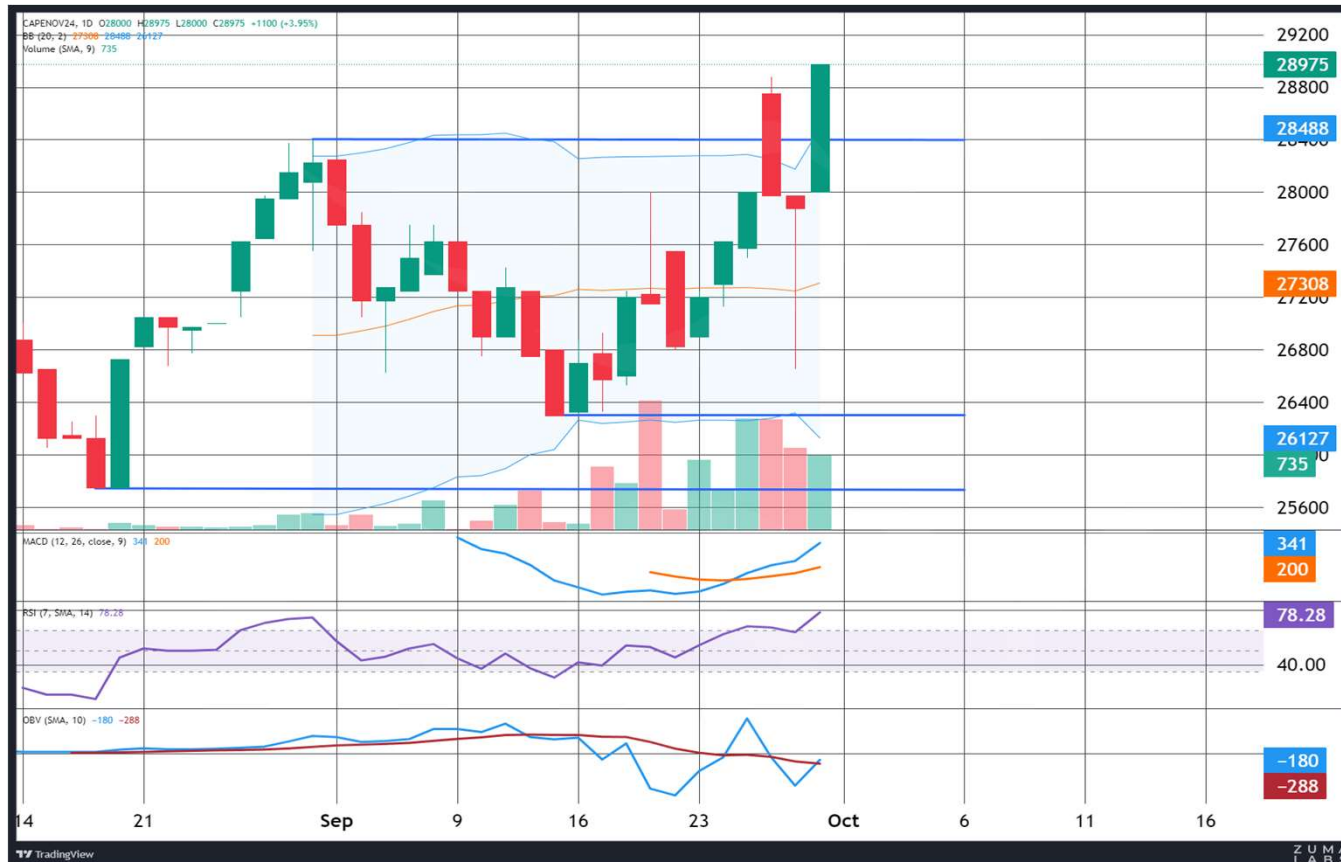 CAPENOV24, 1D O28000 H28975 L28000 C28975 +1100 (+3.95%)
BB (20, 2) 27308 28488 26127
Volume (SMA, 9) 735
29200
28975
28800
28488
28400
28000
27600
27308
27200
26800
26400
26127
735
25600
MACD (12, 26, close, 9) 341 200
341
200
RSI (7, SMA, 14) 78.28
78.28
40.00
OBV (SMA, 10) −180 −288
−180
−288
14 21 Sep 9 16 23 Oct 6 11 16
TradingView